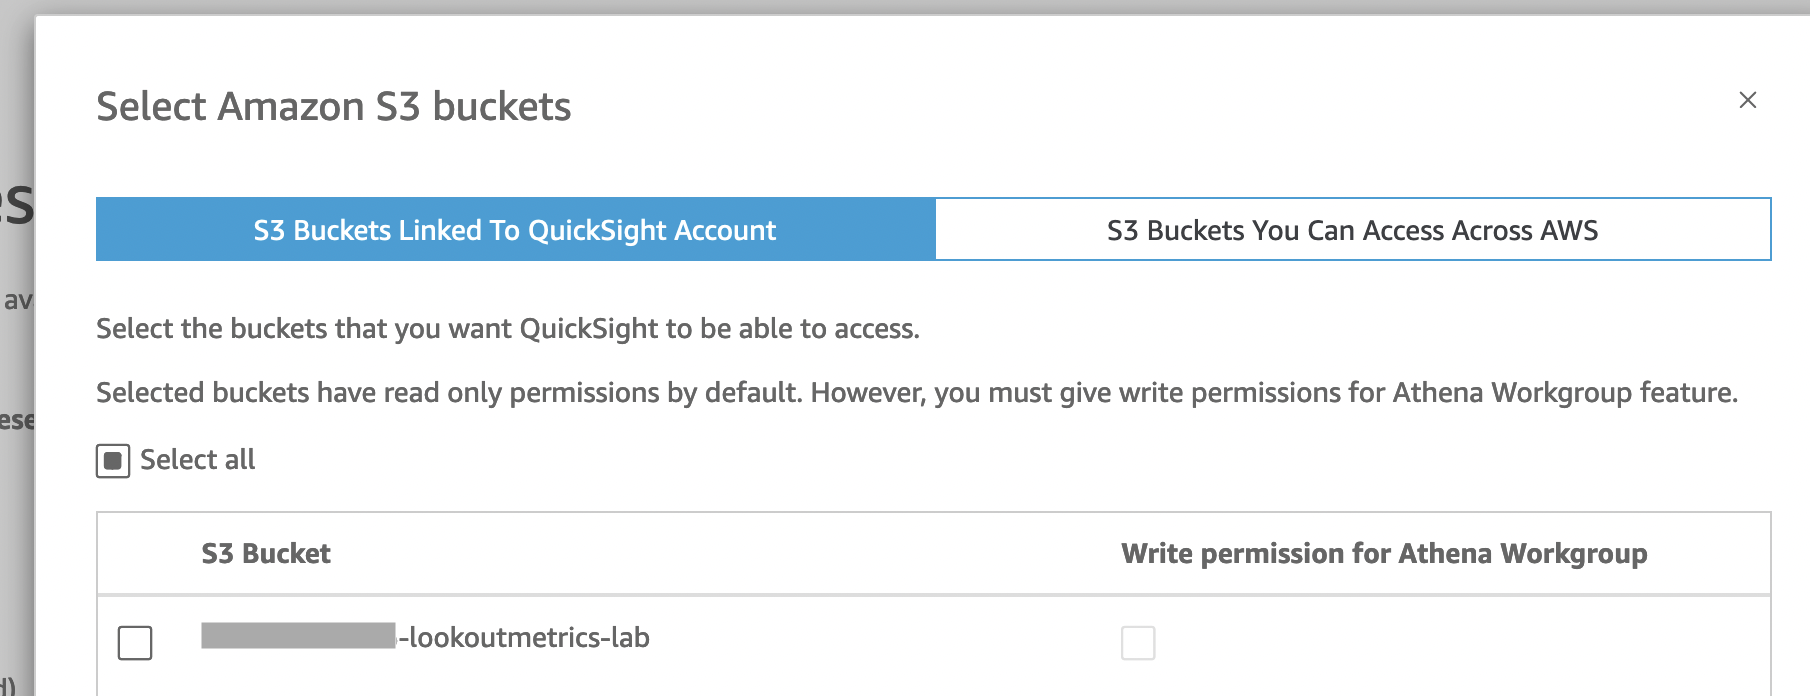 Select Amazon S3 buckets
S3 Buckets Linked To QuickSight Account
S3 Buckets You Can Access Across AWS
Select the buckets that you want QuickSight to be able to access.
Selected buckets have read only permissions by default. However, you must give write permissions for Athena Workgroup feature.
Select all
S3 Bucket
Write permission for Athena Workgroup
-lookoutmetrics-lab